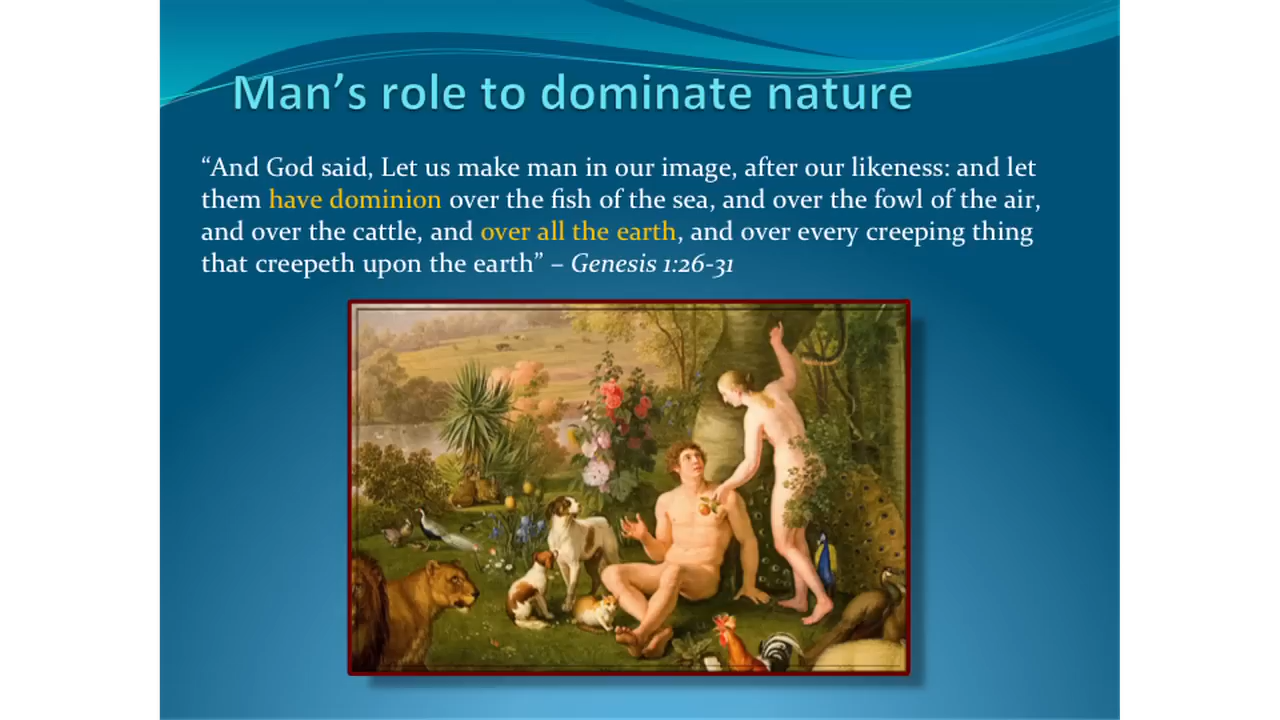 Man’s role to dominate nature
“And God said, Let us make man in our image, after our likeness: and let
them have dominion over the fish of the sea, and over the fowl of the air,
and over the cattle, and over all the earth, and over every creeping thing
that creepeth upon the earth” – Genesis 1:26-31